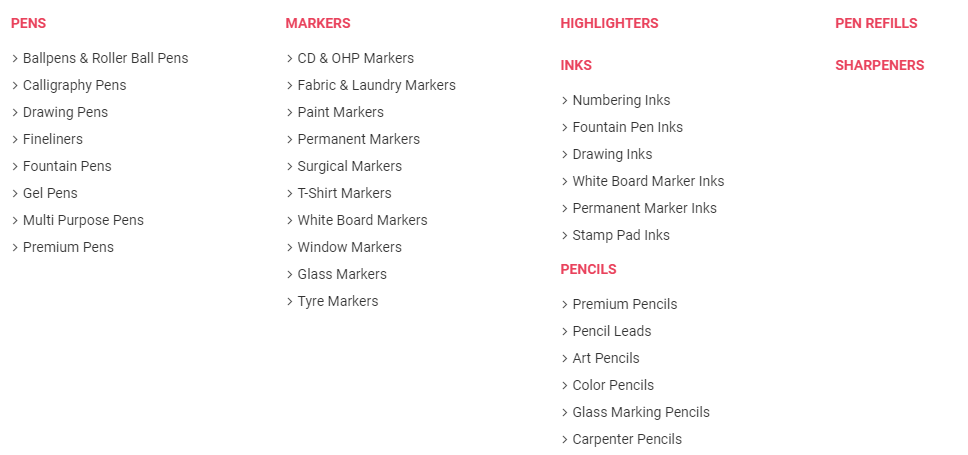 PENS
Ballpens & Roller Ball Pens
Calligraphy Pens
Drawing Pens
Fineliners
Fountain Pens
Gel Pens
Multi Purpose Pens
Premium Pens
MARKERS
CD & OHP Markers
Fabric & Laundry Markers
Paint Markers
Permanent Markers
Surgical Markers
T-Shirt Markers
White Board Markers
Window Markers
Glass Markers
Tyre Markers
HIGHLIGHTERS
INKS
Numbering Inks
Fountain Pen Inks
Drawing Inks
White Board Marker Inks
Permanent Marker Inks
Stamp Pad Inks
PENCILS
Premium Pencils
Pencil Leads
Art Pencils
Color Pencils
Glass Marking Pencils
Carpenter Pencils
PEN REFILLS
SHARPENERS